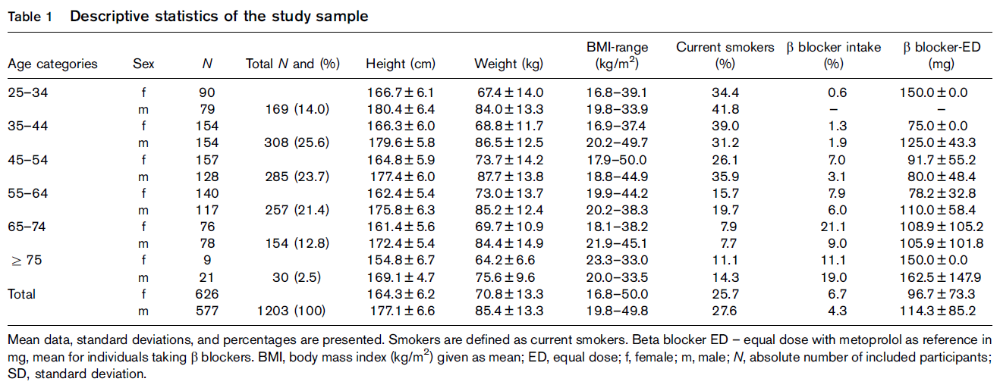 Table 1 Descriptive statistics of the study sample
BMI-range Current smokers β blocker intake β blocker-ED
Age categories Sex N Total N and (%) Height (cm) Weight (kg) (kg/m²) (%) (%) (mg)
25–34 f 90 166.7±6.1 67.4±14.0 16.8–39.1 34.4 0.6 150.0±0.0
m 79 169 (14.0) 180.4±6.4 84.0±13.3 19.8–33.9 41.8 – –
35–44 f 154 166.3±6.0 68.8±11.7 16.9–37.4 39.0 1.3 75.0±0.0
m 154 308 (25.6) 179.6±5.8 86.5±12.5 20.2–49.7 31.2 1.9 125.0±43.3
45–54 f 157 164.8±5.9 73.7±14.2 17.9–50.0 26.1 7.0 91.7±55.2
m 128 285 (23.7) 177.4±6.0 87.7±13.8 18.8–44.9 35.9 3.1 80.0±48.4
55–64 f 140 162.4±5.4 73.0±13.7 19.9–44.2 15.7 7.9 78.2±32.8
m 117 257 (21.4) 175.8±6.3 85.2±12.4 20.2–38.3 19.7 6.0 110.0±58.4
65–74 f 76 161.4±5.6 69.7±10.9 18.1–38.2 7.9 21.1 108.9±105.2
m 78 154 (12.8) 172.4±5.4 84.4±14.9 21.9–45.1 7.7 9.0 105.9±101.8
≥ 75 f 9 154.8±6.7 64.2±6.6 23.3–33.0 11.1 11.1 150.0±0.0
m 21 30 (2.5) 169.1±4.7 75.6±9.6 20.0–33.5 14.3 19.0 162.5±147.9
Total f 626 164.3±6.2 70.8±13.3 16.8–50.0 25.7 6.7 96.7±73.3
m 577 1203 (100) 177.1±6.6 85.4±13.3 19.8–49.8 27.6 4.3 114.3±85.2
Mean data, standard deviations, and percentages are presented. Smokers are defined as current smokers. Beta blocker ED – equal dose with metoprolol as reference in
mg, mean for individuals taking β blockers. BMI, body mass index (kg/m²) given as mean; ED, equal dose; f, female; m, male; N, absolute number of included participants;
SD, standard deviation.